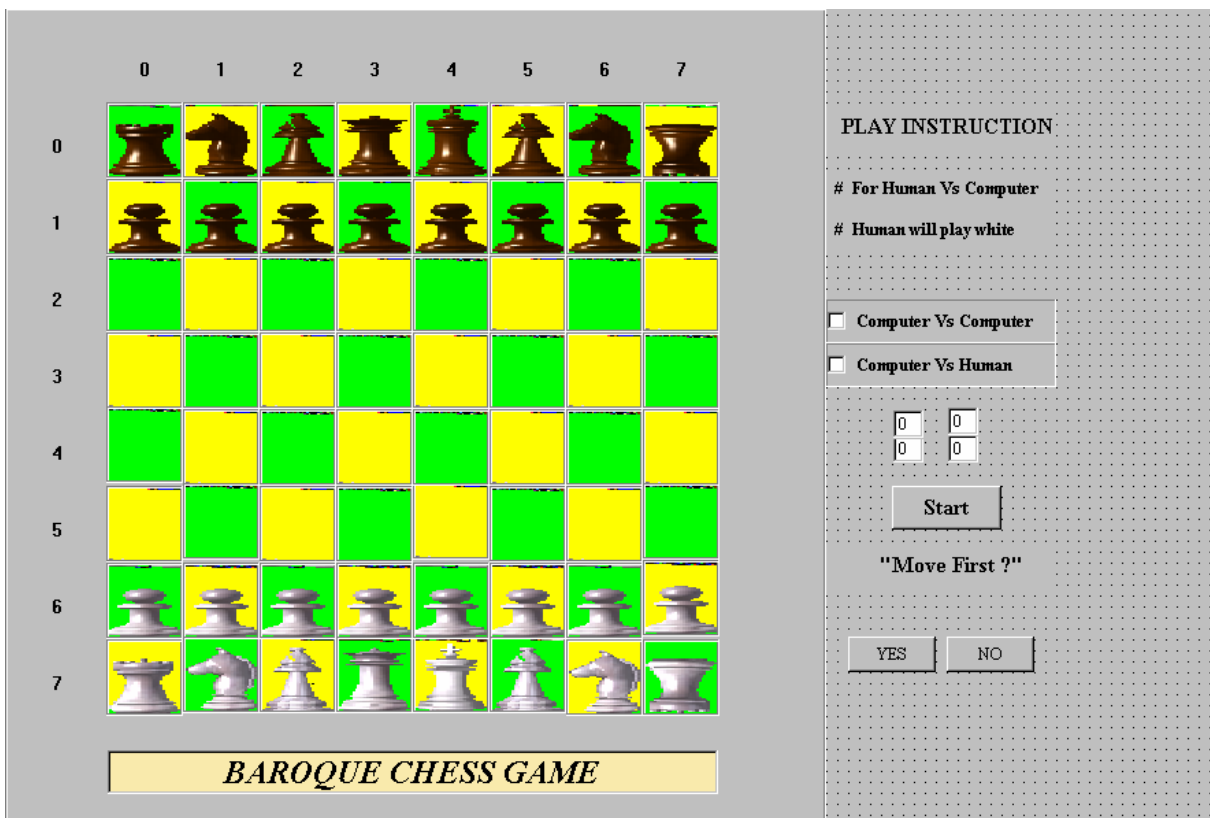 0 1 2 3 4 5 6 7
0
1
2
3
4
5
6
7
BAROQUE CHESS GAME
PLAY INSTRUCTION
# For Human Vs Computer
# Human will play white
Computer Vs Computer
Computer Vs Human
0 0
0 0
Start
"Move First ?"
YES NO